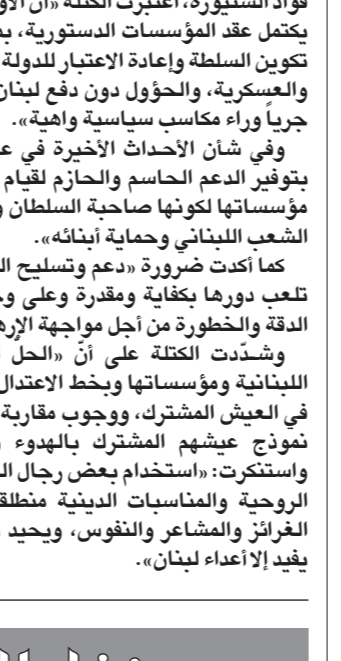 فؤاد السنيورة، اعتبرت الكتلة «أن الأو
يكتمل عقد المؤسسات الدستورية، بد
تكوين السلطة وإعادة الاعتبار للدولة
والعسكرية، والحؤول دون دفع لبنان
جرياً وراء مكاسب سياسية واهية».
وفي شأن الأحداث الأخيرة في عر
بتوفير الدعم الحاسم والحازم لقيام
مؤسساتها لكونها صاحبة السلطان و
الشعب اللبناني وحماية أبنائه».
كما أكدت ضرورة «دعم وتسليح ال
تلعب دورها بكفاية ومقدرة وعلى وج
الدقة والخطورة من أجل مواجهة الإره
وشدّدت الكتلة على أنّ «الحل
اللبنانية ومؤسساتها وبخط الاعتدال
في العيش المشترك، ووجوب مقاربة
نموذج عيشهم المشترك بالهدوء و
واستنكرت: «استخدام بعض رجال ال
الروحية والمناسبات الدينية منطلقا
الغرائز والمشاعر والنفوس، ويحيد
يفيد إلا أعداء لبنان».